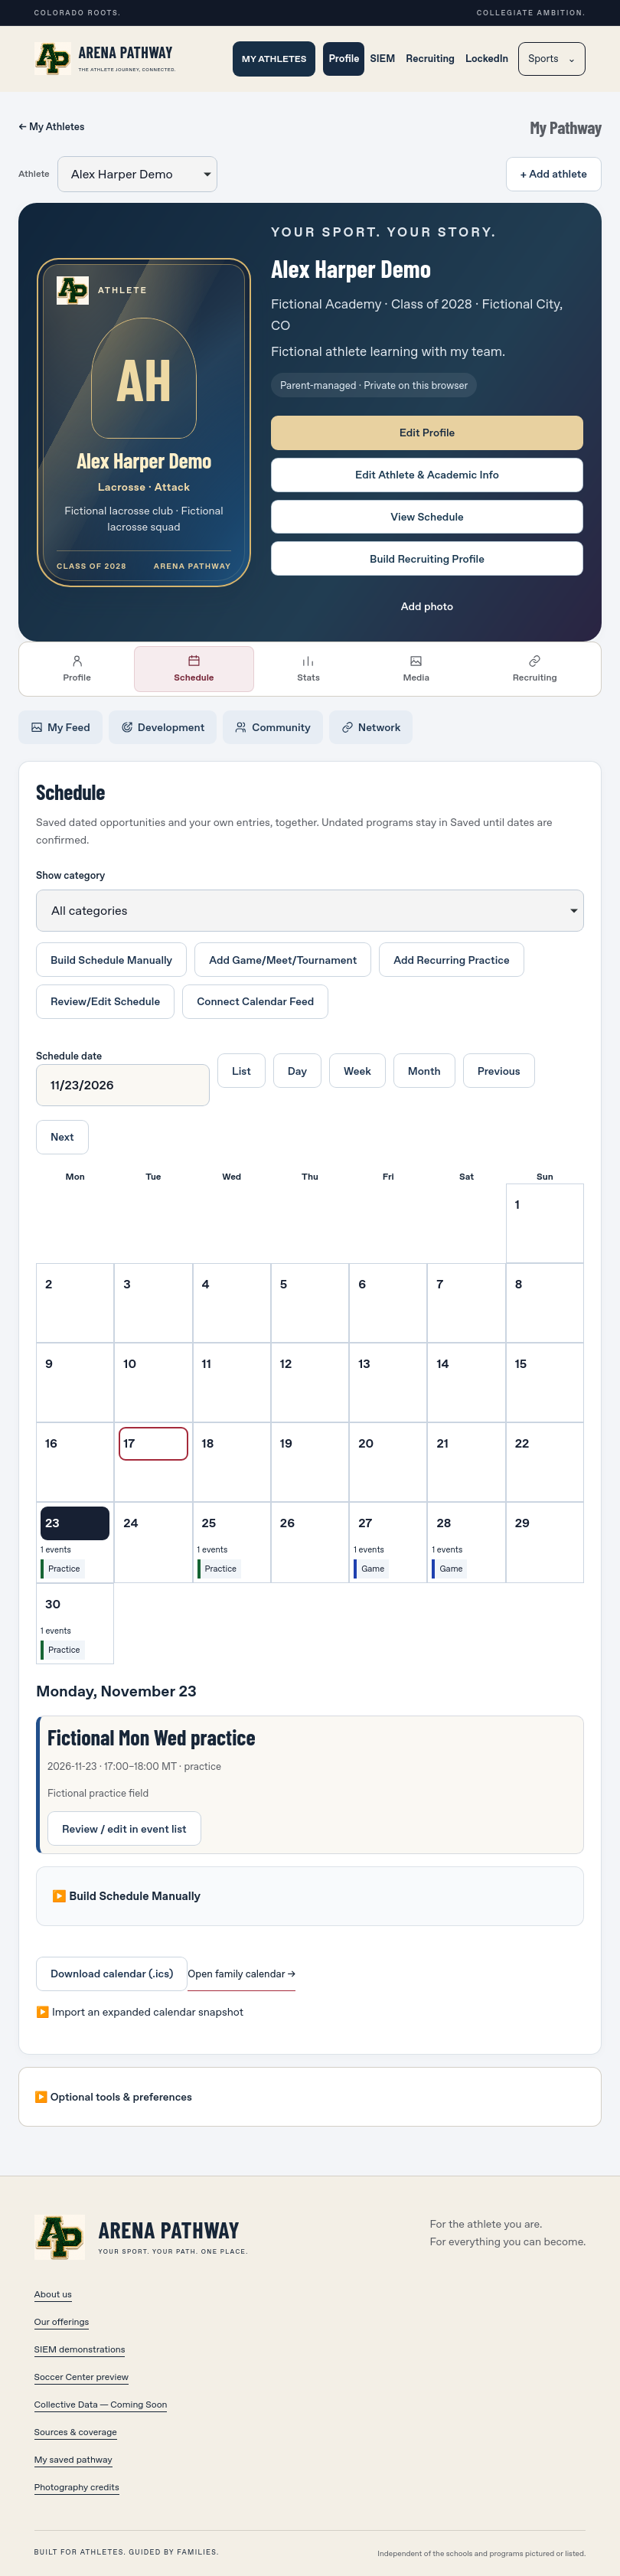 COLORADO ROOTS.
COLLEGIATE AMBITION.
AP
ARENA PATHWAY
THE ATHLETE JOURNEY, CONNECTED.
MY ATHLETES
Profile
SIEM
Recruiting
LockedIn
Sports
← My Athletes
My Pathway
Athlete
Alex Harper Demo
+ Add athlete
AP
ATHLETE
AH
Alex Harper Demo
Lacrosse · Attack
Fictional lacrosse club · Fictional
lacrosse squad
CLASS OF 2028
ARENA PATHWAY
YOUR SPORT. YOUR STORY.
Alex Harper Demo
Fictional Academy · Class of 2028 · Fictional City,
CO
Fictional athlete learning with my team.
Parent-managed · Private on this browser
Edit Profile
Edit Athlete & Academic Info
View Schedule
Build Recruiting Profile
Add photo
Profile
Schedule
Stats
Media
Recruiting
My Feed
Development
Community
Network
Schedule
Saved dated opportunities and your own entries, together. Undated programs stay in Saved until dates are
confirmed.
Show category
All categories
Build Schedule Manually
Add Game/Meet/Tournament
Add Recurring Practice
Review/Edit Schedule
Connect Calendar Feed
Schedule date
11/23/2026
List
Day
Week
Month
Previous
Next
Mon Tue Wed Thu Fri Sat Sun
1
2 3 4 5 6 7 8
9 10 11 12 13 14 15
16 17 18 19 20 21 22
23 24 25 26 27 28 29
1 events 1 events 1 events 1 events
Practice Practice Game Game
30
1 events
Practice
Monday, November 23
Fictional Mon Wed practice
2026-11-23 · 17:00–18:00 MT · practice
Fictional practice field
Review / edit in event list
▶ Build Schedule Manually
Download calendar (.ics)
Open family calendar →
▶ Import an expanded calendar snapshot
▶ Optional tools & preferences
AP
ARENA PATHWAY
YOUR SPORT. YOUR PATH. ONE PLACE.
For the athlete you are.
For everything you can become.
About us
Our offerings
SIEM demonstrations
Soccer Center preview
Collective Data — Coming Soon
Sources & coverage
My saved pathway
Photography credits
BUILT FOR ATHLETES. GUIDED BY FAMILIES.
Independent of the schools and programs pictured or listed.